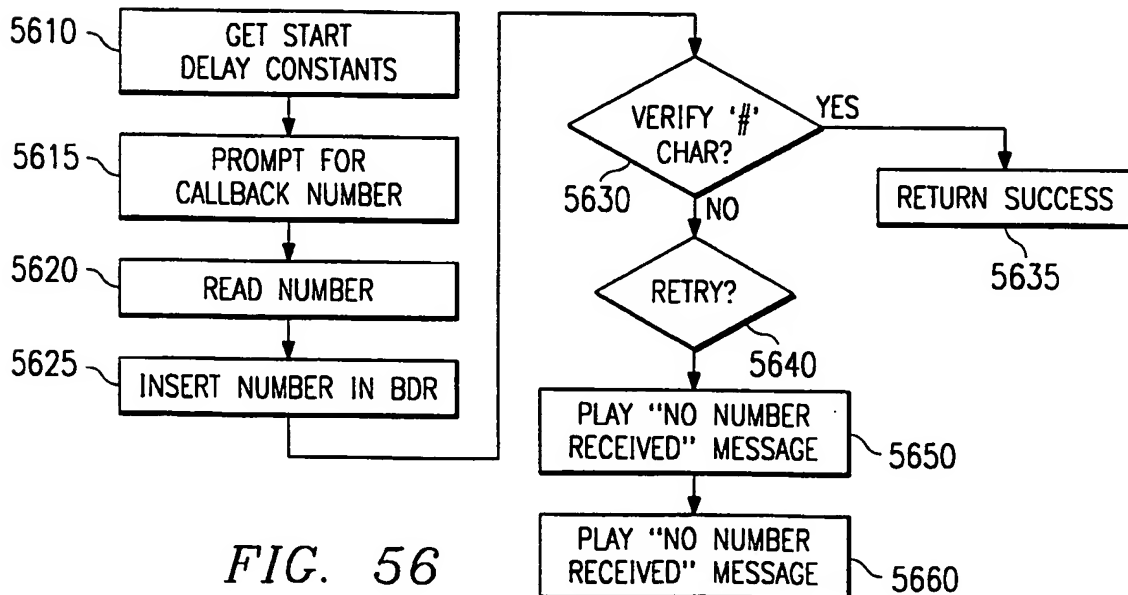 5610
GET START
DELAY CONSTANTS
5615
PROMPT FOR
CALLBACK NUMBER
5620
READ NUMBER
5625
INSERT NUMBER IN BDR
VERIFY '#'
CHAR?
5630
YES
RETURN SUCCESS
5635
NO
RETRY?
5640
PLAY "NO NUMBER
RECEIVED" MESSAGE
5650
PLAY "NO NUMBER
RECEIVED" MESSAGE
5660
FIG. 56